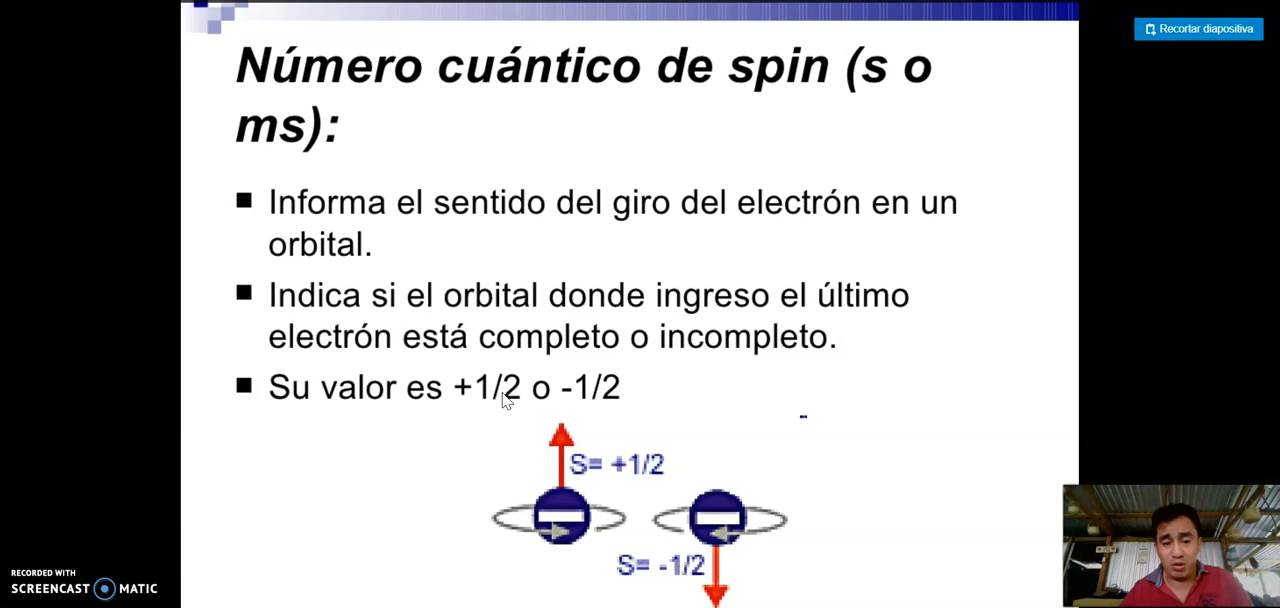 Recortar diapositiva
Número cuántico de spin (s o
ms):
Informa el sentido del giro del electrón en un
orbital.
Indica si el orbital donde ingreso el último
electrón está completo o incompleto.
Su valor es +1/2 o -1/2
S= +1/2
S= -1/2
RECORDED WITH
SCREENCAST MATIC